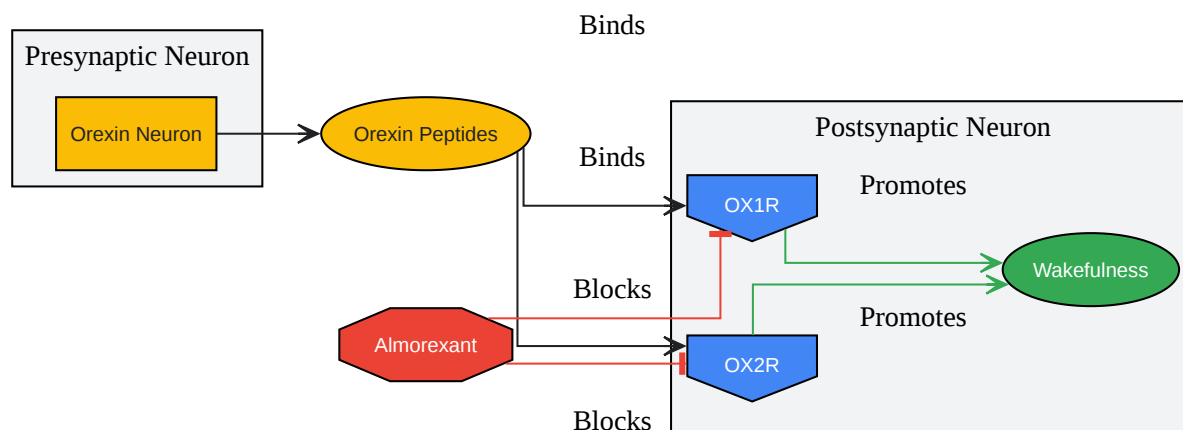 Binds
Presynaptic Neuron
Orexin Neuron
Orexin Peptides
Postsynaptic Neuron
Binds
Promotes
OX1R
Wakefulness
Blocks
Promotes
Almorexant
OX2R
Blocks